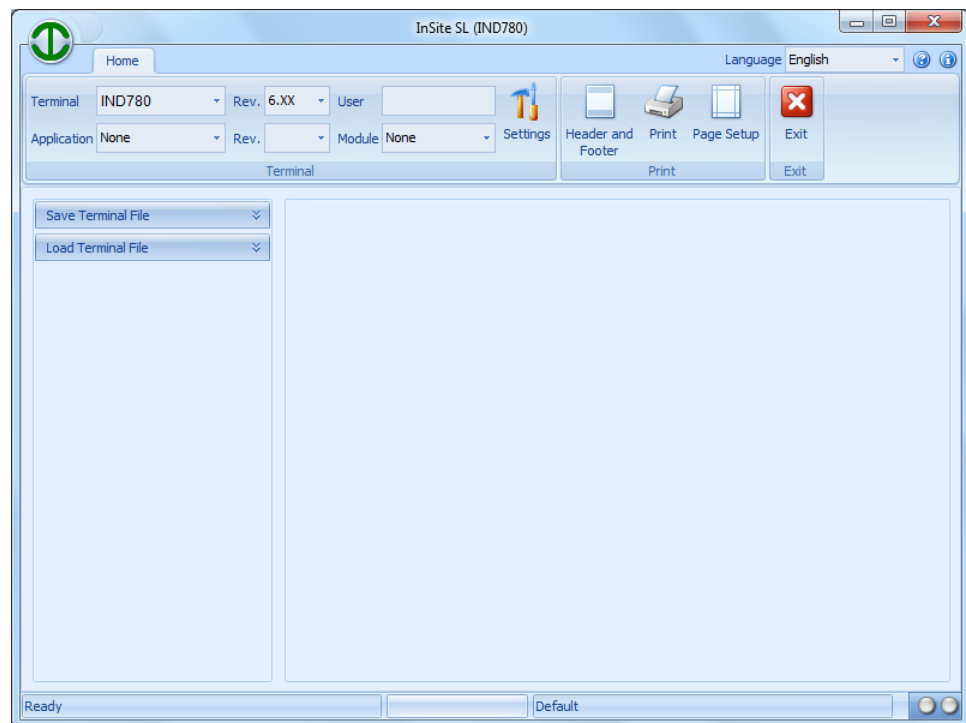 InSite SL (IND780)
Home
Language English
Terminal IND780 Rev. 6.XX User
Application None Rev. Module None
Settings
Header and Footer
Print
Page Setup
Exit
Terminal
Print
Exit
Save Terminal File
Load Terminal File
Ready
Default